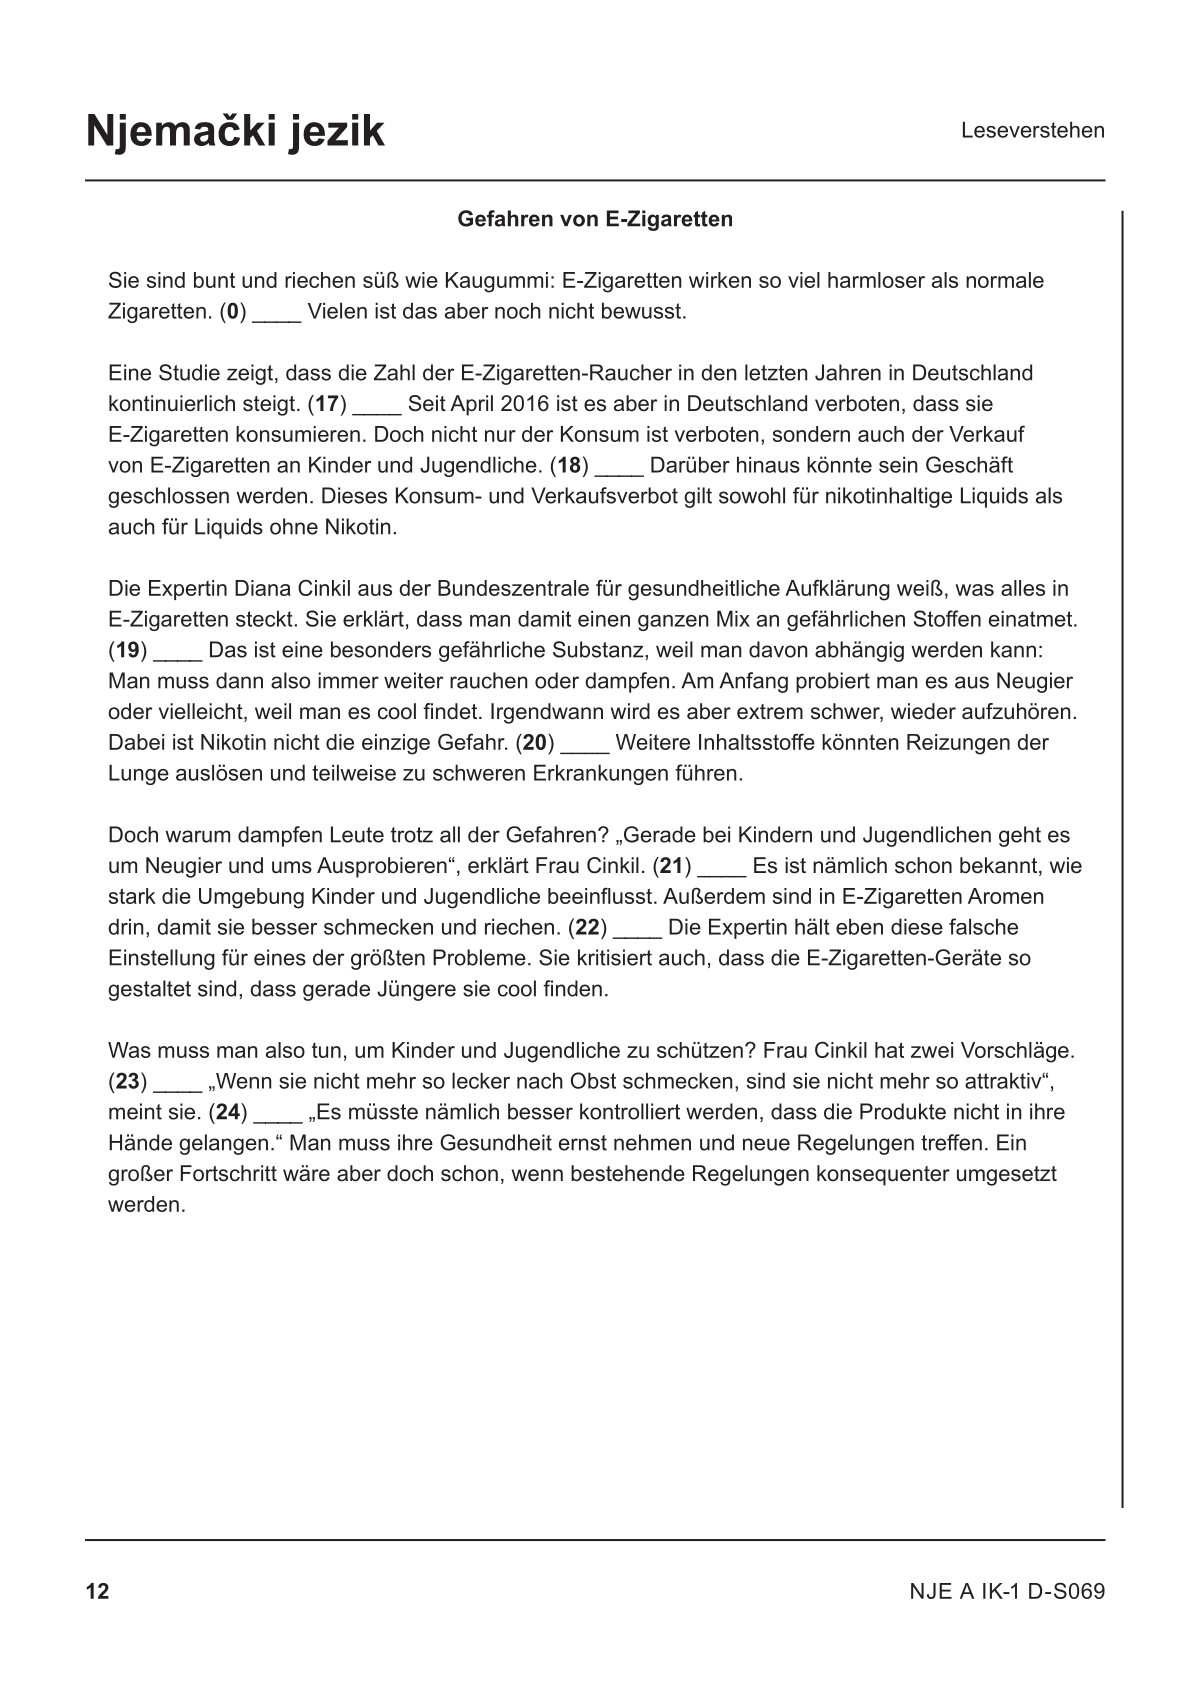 Njemački jezik
Leseverstehen
Gefahren von E-Zigaretten
Sie sind bunt und riechen süß wie Kaugummi: E-Zigaretten wirken so viel harmloser als normale
Zigaretten. (0) ____ Vielen ist das aber noch nicht bewusst.
Eine Studie zeigt, dass die Zahl der E-Zigaretten-Raucher in den letzten Jahren in Deutschland
kontinuierlich steigt. (17) ____ Seit April 2016 ist es aber in Deutschland verboten, dass sie
E-Zigaretten konsumieren. Doch nicht nur der Konsum ist verboten, sondern auch der Verkauf
von E-Zigaretten an Kinder und Jugendliche. (18) ____ Darüber hinaus könnte sein Geschäft
geschlossen werden. Dieses Konsum- und Verkaufsverbot gilt sowohl für nikotinhaltige Liquids als
auch für Liquids ohne Nikotin.
Die Expertin Diana Cinkil aus der Bundeszentrale für gesundheitliche Aufklärung weiß, was alles in
E-Zigaretten steckt. Sie erklärt, dass man damit einen ganzen Mix an gefährlichen Stoffen einatmet.
(19) ____ Das ist eine besonders gefährliche Substanz, weil man davon abhängig werden kann:
Man muss dann also immer weiter rauchen oder dampfen. Am Anfang probiert man es aus Neugier
oder vielleicht, weil man es cool findet. Irgendwann wird es aber extrem schwer, wieder aufzuhören.
Dabei ist Nikotin nicht die einzige Gefahr. (20) ____ Weitere Inhaltsstoffe könnten Reizungen der
Lunge auslösen und teilweise zu schweren Erkrankungen führen.
Doch warum dampfen Leute trotz all der Gefahren? „Gerade bei Kindern und Jugendlichen geht es
um Neugier und ums Ausprobieren“, erklärt Frau Cinkil. (21) ____ Es ist nämlich schon bekannt, wie
stark die Umgebung Kinder und Jugendliche beeinflusst. Außerdem sind in E-Zigaretten Aromen
drin, damit sie besser schmecken und riechen. (22) ____ Die Expertin hält eben diese falsche
Einstellung für eines der größten Probleme. Sie kritisiert auch, dass die E-Zigaretten-Geräte so
gestaltet sind, dass gerade Jüngere sie cool finden.
Was muss man also tun, um Kinder und Jugendliche zu schützen? Frau Cinkil hat zwei Vorschläge.
(23) ____ „Wenn sie nicht mehr so lecker nach Obst schmecken, sind sie nicht mehr so attraktiv“,
meint sie. (24) ____ „Es müsste nämlich besser kontrolliert werden, dass die Produkte nicht in ihre
Hände gelangen.“ Man muss ihre Gesundheit ernst nehmen und neue Regelungen treffen. Ein
großer Fortschritt wäre aber doch schon, wenn bestehende Regelungen konsequenter umgesetzt
werden.
12
NJE A IK-1 D-S069